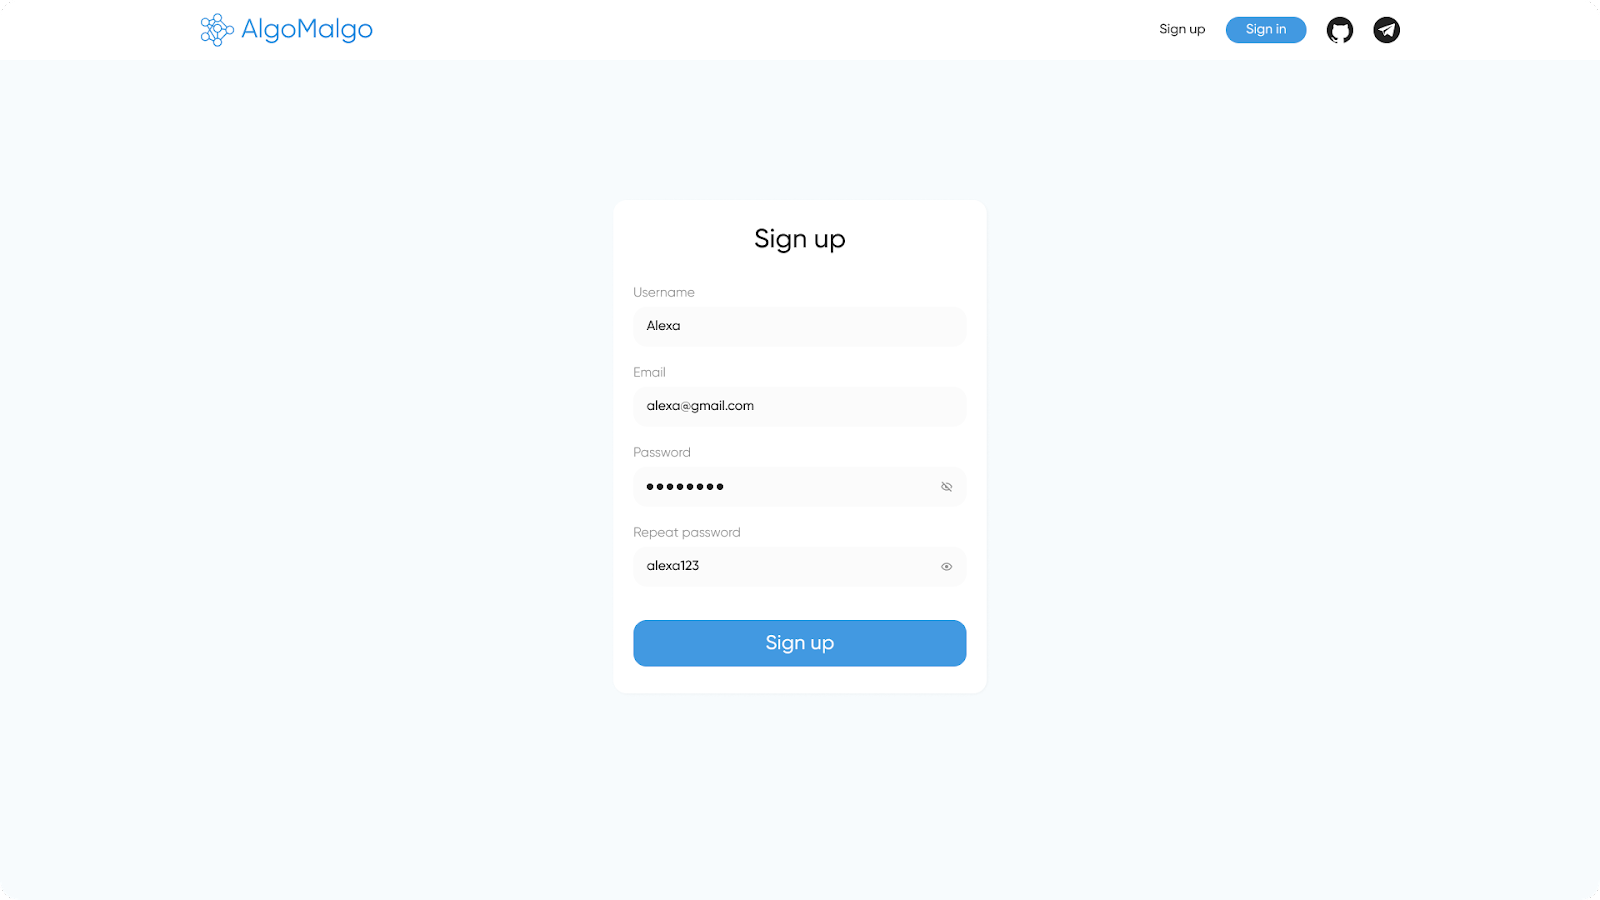 AlgoMalgo
Sign up
Sign in
Sign up
Username
Alexa
Email
alexa@gmail.com
Password
●●●●●●●●
Repeat password
alexa123
Sign up